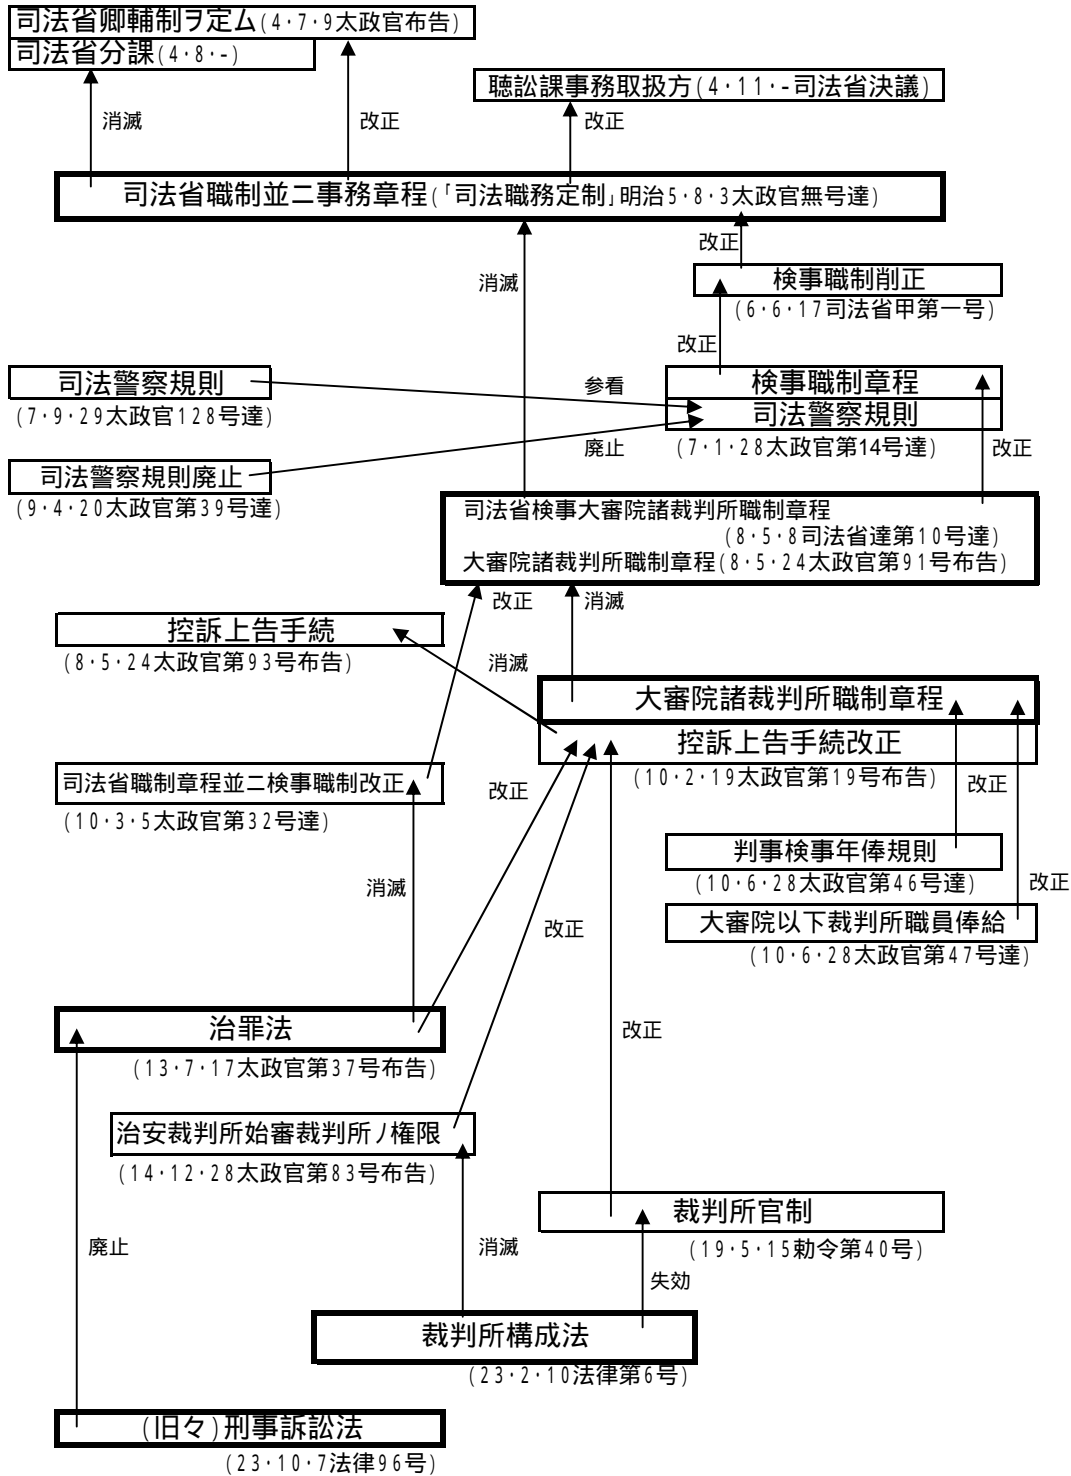 司法省卿輔制ヲ定ム(4・7・9太政官布告)
司法省分課(4・8・-)
聴訟課事務取扱方(4・11・-司法省決議)
消滅
改正
改正
司法省職制並ニ事務章程(「司法職務定制」明治5・8・3太政官無号達)
改正
消滅
検事職制削正
(6・6・17司法省甲第一号)
改正
司法警察規則
(7・9・29太政官128号達)
参看
検事職制章程
司法警察規則
(7・1・28太政官第14号達)
廃止
改正
司法警察規則廃止
(9・4・20太政官第39号達)
司法省検事大審院諸裁判所職制章程
(8・5・8司法省達第10号達)
大審院諸裁判所職制章程(8・5・24太政官第91号布告)
改正
消滅
控訴上告手続
(8・5・24太政官第93号布告)
消滅
大審院諸裁判所職制章程
控訴上告手続改正
(10・2・19太政官第19号布告)
司法省職制章程並ニ検事職制改正
(10・3・5太政官第32号達)
改正
改正
判事検事年俸規則
(10・6・28太政官第46号達)
改正
消滅
大審院以下裁判所職員俸給
(10・6・28太政官第47号達)
改正
治罪法
(13・7・17太政官第37号布告)
改正
治安裁判所始審裁判所ノ権限
(14・12・28太政官第83号布告)
裁判所官制
(19・5・15勅令第40号)
廃止
消滅
失効
裁判所構成法
(23・2・10法律第6号)
(旧々)刑事訴訟法
(23・10・7法律96号)